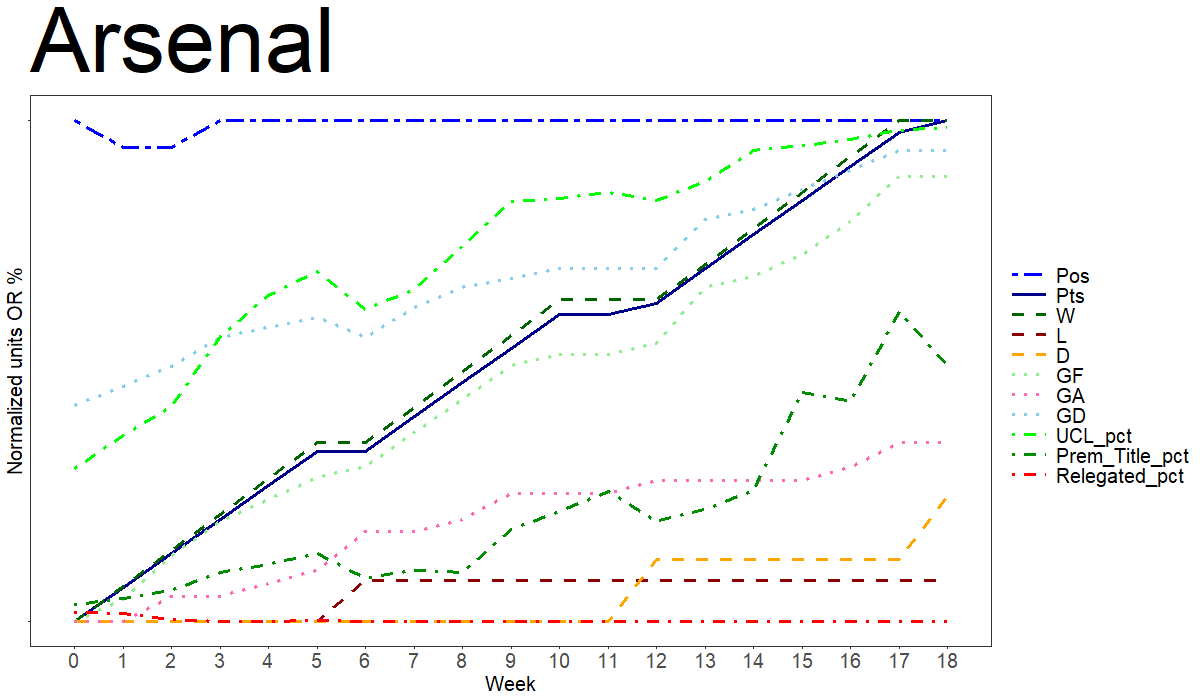 Arsenal
Normalized units OR %
Pos
Pts
W
L
D
GF
GA
GD
UCL_pct
Prem_Title_pct
Relegated_pct
0 1 2 3 4 5 6 7 8 9 10 11 12 13 14 15 16 17 18
Week